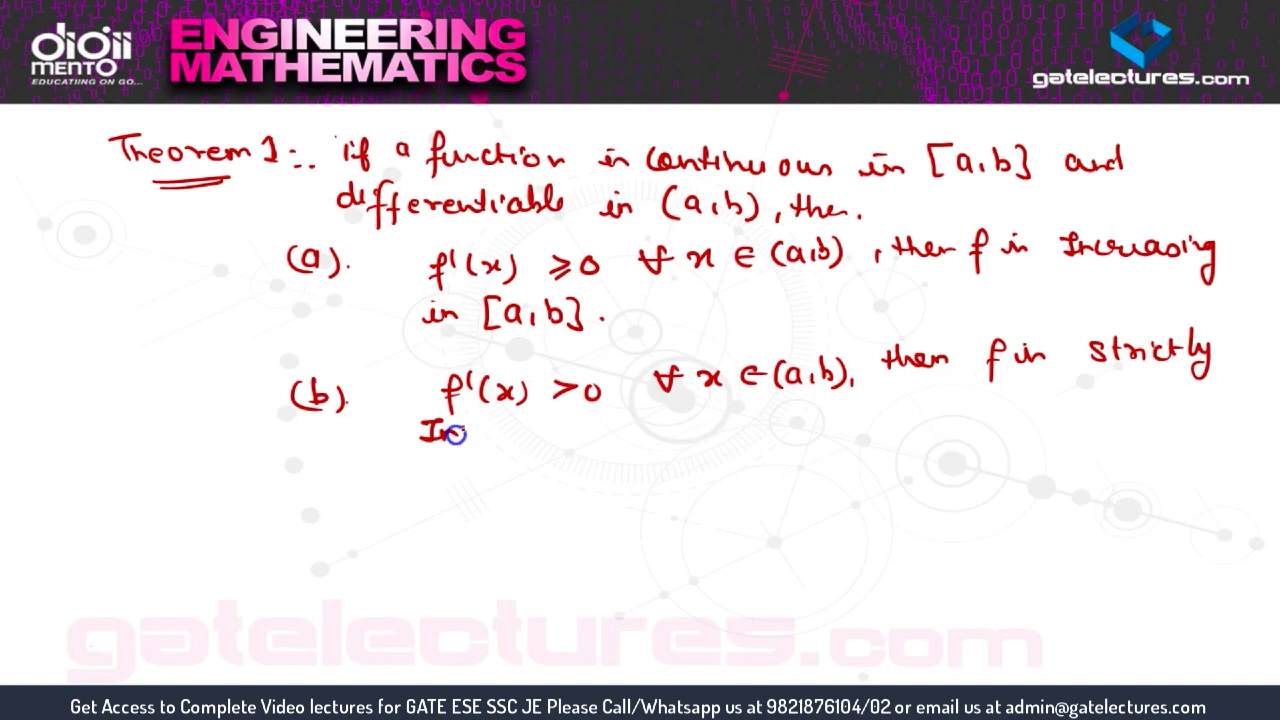 digii
MENTO
EDUCATING ON GO...
ENGINEERING
MATHEMATICS
gatelectures.com
Theorem 1:- if a function in continuous in [a,b] and
differentiable in (a,b), then.
(a). f'(x) ⩾ 0 ∀ x ∈ (a,b), then f in Increasing
in [a,b].
(b). f'(x) > 0 ∀ x ∈ (a,b), then f in strictly
In
gatelectures.com
Get Access to Complete Video lectures for GATE ESE SSC JE Please Call/Whatsapp us at 9821876104/02 or email us at admin@gatelectures.com